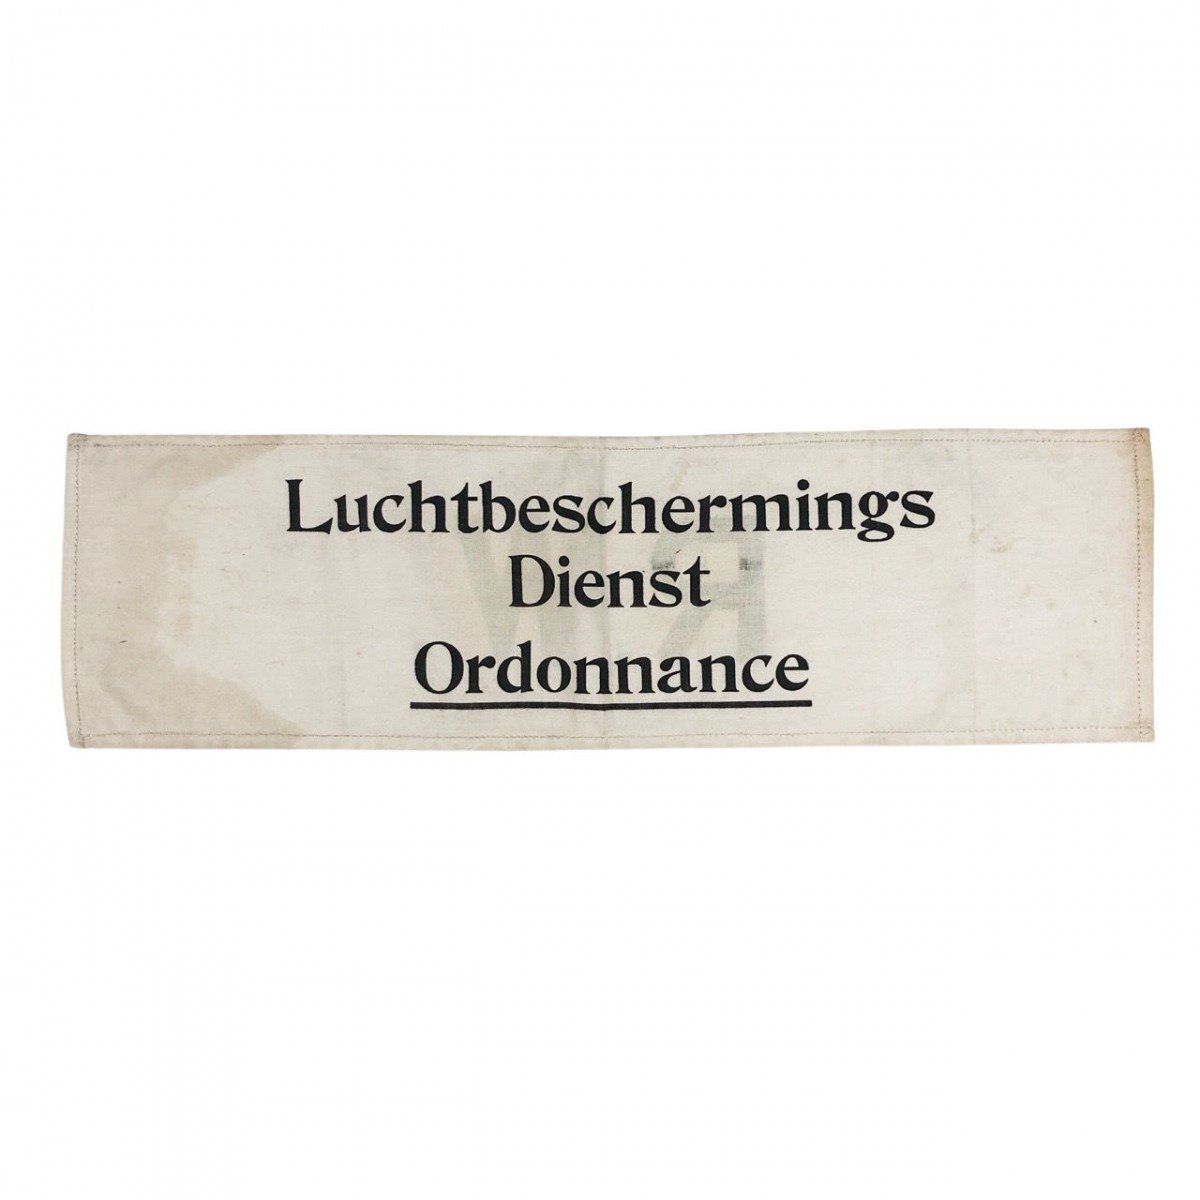 Luchtbeschermings
Dienst
Ordonnance